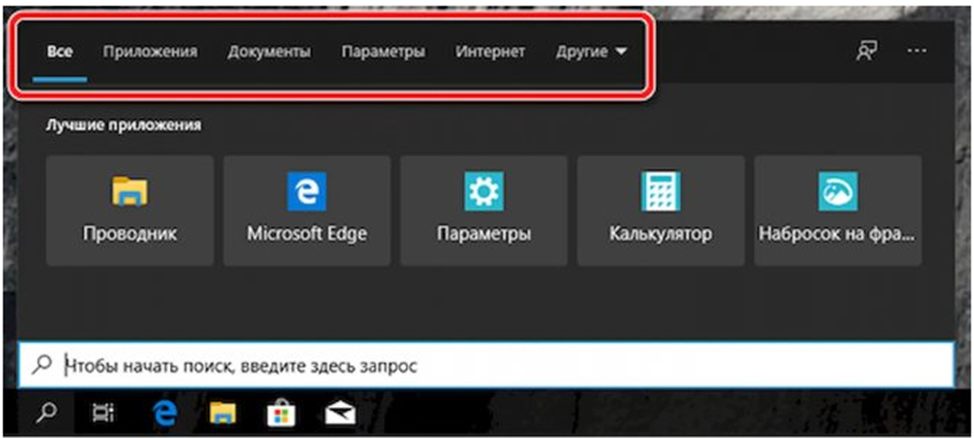 Все Приложения Документы Параметры Интернет Другие
Лучшие приложения
Проводник Microsoft Edge Параметры Калькулятор Набросок на фра...
Чтобы начать поиск, введите здесь запрос